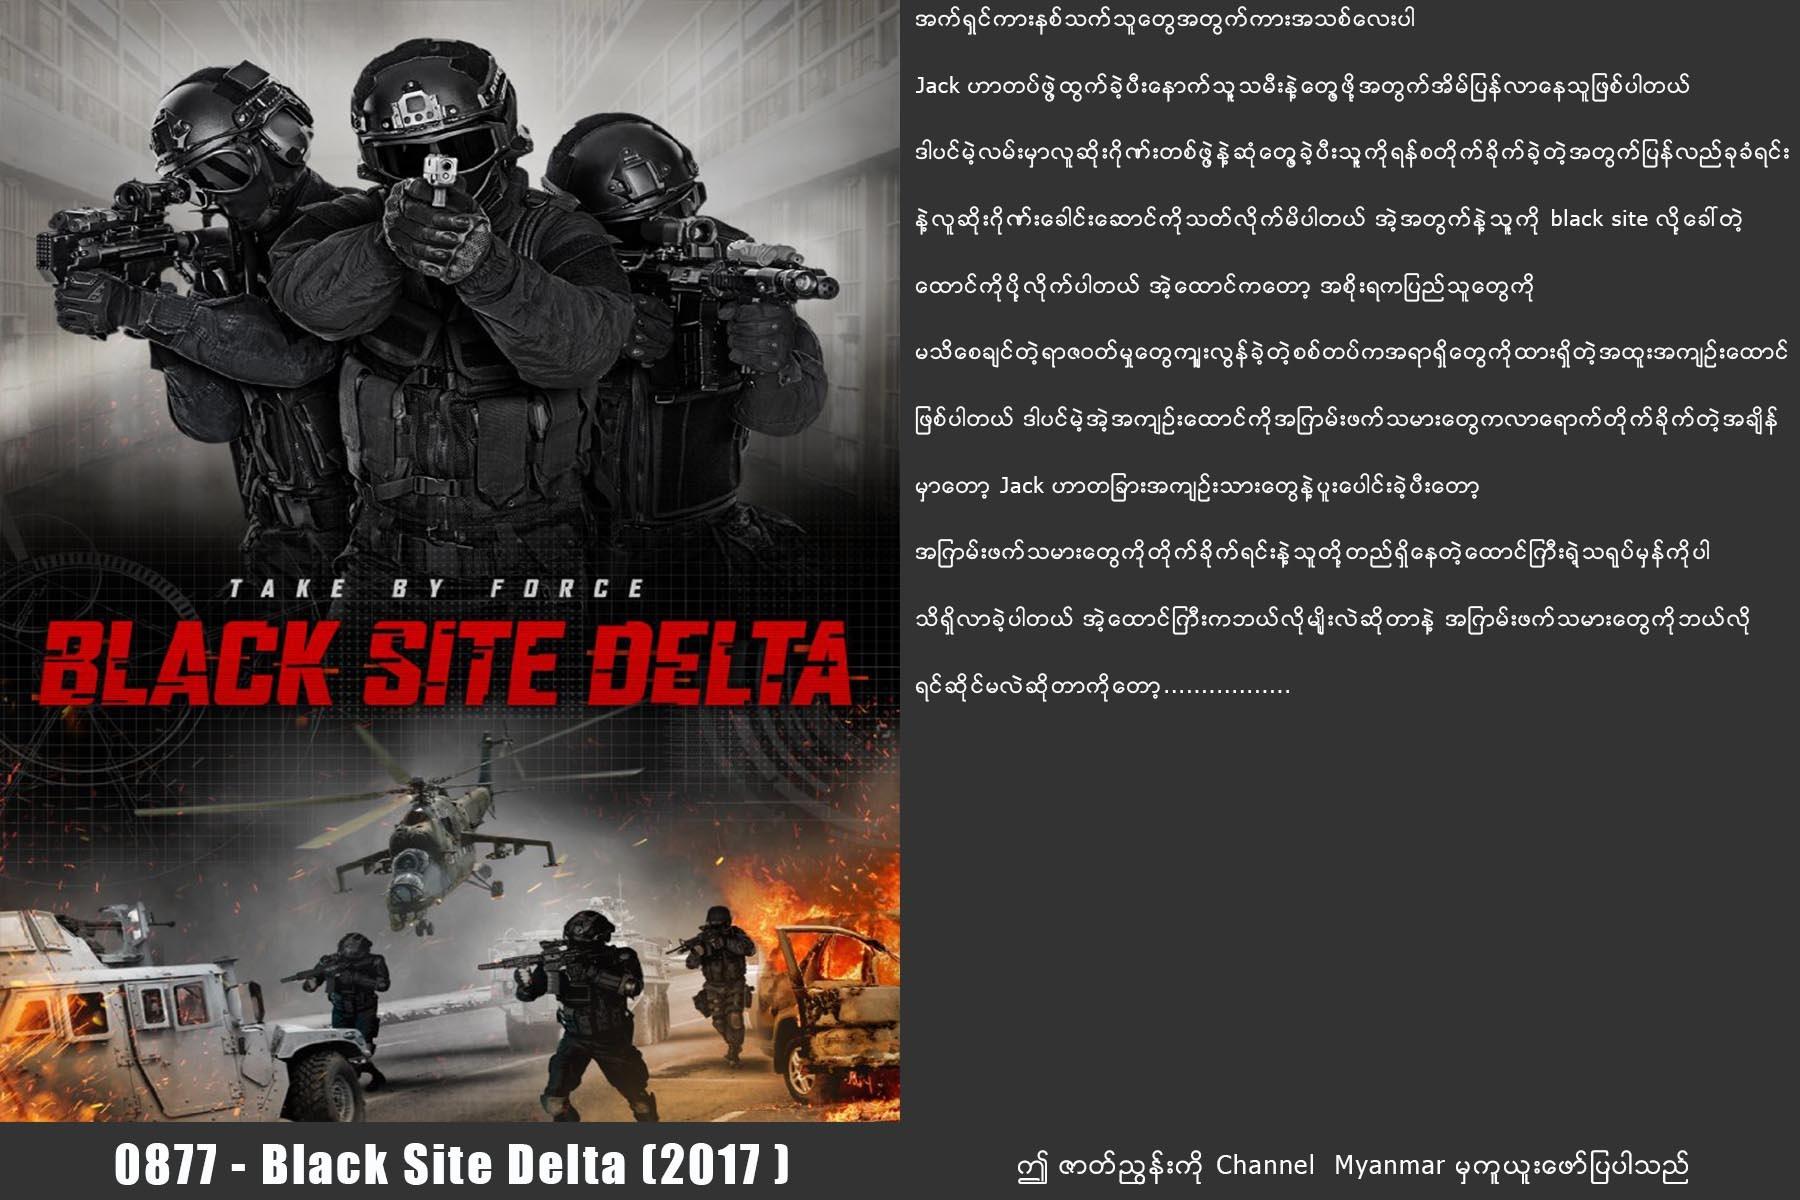 TAKE BY FORCE
BLACK SITE DELTA
0877 - Black Site Delta (2017 )
အက်ရှင်ကားနှစ်သက်သူတွေအတွက်ကားအသစ်လေးပါ
Jack ဟာတပ်ဖွဲ့ထွက်ခဲ့ပီးနောက်သူ့သမီးနဲ့တွေ့ဖို့အတွက်အိမ်ပြန်လာနေသူဖြစ်ပါတယ်
ဒါပင်မဲ့လမ်းမှာလူဆိုးဂိုဏ်းတစ်ဖွဲ့နဲ့ဆုံတွေ့ခဲ့ပီးသူ့ကိုရန်စတိုက်ခိုက်ခဲ့တဲ့အတွက်ပြန်လည်ခုခံရင်း
နဲ့လူဆိုးဂိုဏ်းခေါင်းဆောင်ကိုသတ်လိုက်မိပါတယ် အဲ့အတွက်နဲ့သူ့ကို black site လို့ခေါ်တဲ့
ထောင်ကိုပို့လိုက်ပါတယ် အဲ့ထောင်ကတော့ အစိုးရကပြည်သူတွေကို
မသိစေချင်တဲ့ရာဇဝတ်မှုတွေကျူးလွန်ခဲ့တဲ့စစ်တပ်ကအရာရှိတွေကိုထားရှိတဲ့အထူးအကျဉ်းထောင်
ဖြစ်ပါတယ် ဒါပင်မဲ့အဲ့အကျဉ်းထောင်ကိုအကြမ်းဖက်သမားတွေကလာရောက်တိုက်ခိုက်တဲ့အချိန်
မှာတော့ Jack ဟာတခြားအကျဉ်းသားတွေနဲ့ပူးပေါင်းခဲ့ပီးတော့
အကြမ်းဖက်သမားတွေကိုတိုက်ခိုက်ရင်းနဲ့သူတို့တည်ရှိနေတဲ့ထောင်ကြီးရဲ့သရုပ်မှန်ကိုပါ
သိရှိလာခဲ့ပါတယ် အဲ့ထောင်ကြီးကဘယ်လိုမျိုးလဲဆိုတာနဲ့ အကြမ်းဖက်သမားတွေကိုဘယ်လို
ရင်ဆိုင်မလဲဆိုတာကိုတော့.................
ဤ ဇာတ်ညွှန်းကို Channel Myanmar မှကူယူးဖော်ပြပါသည်